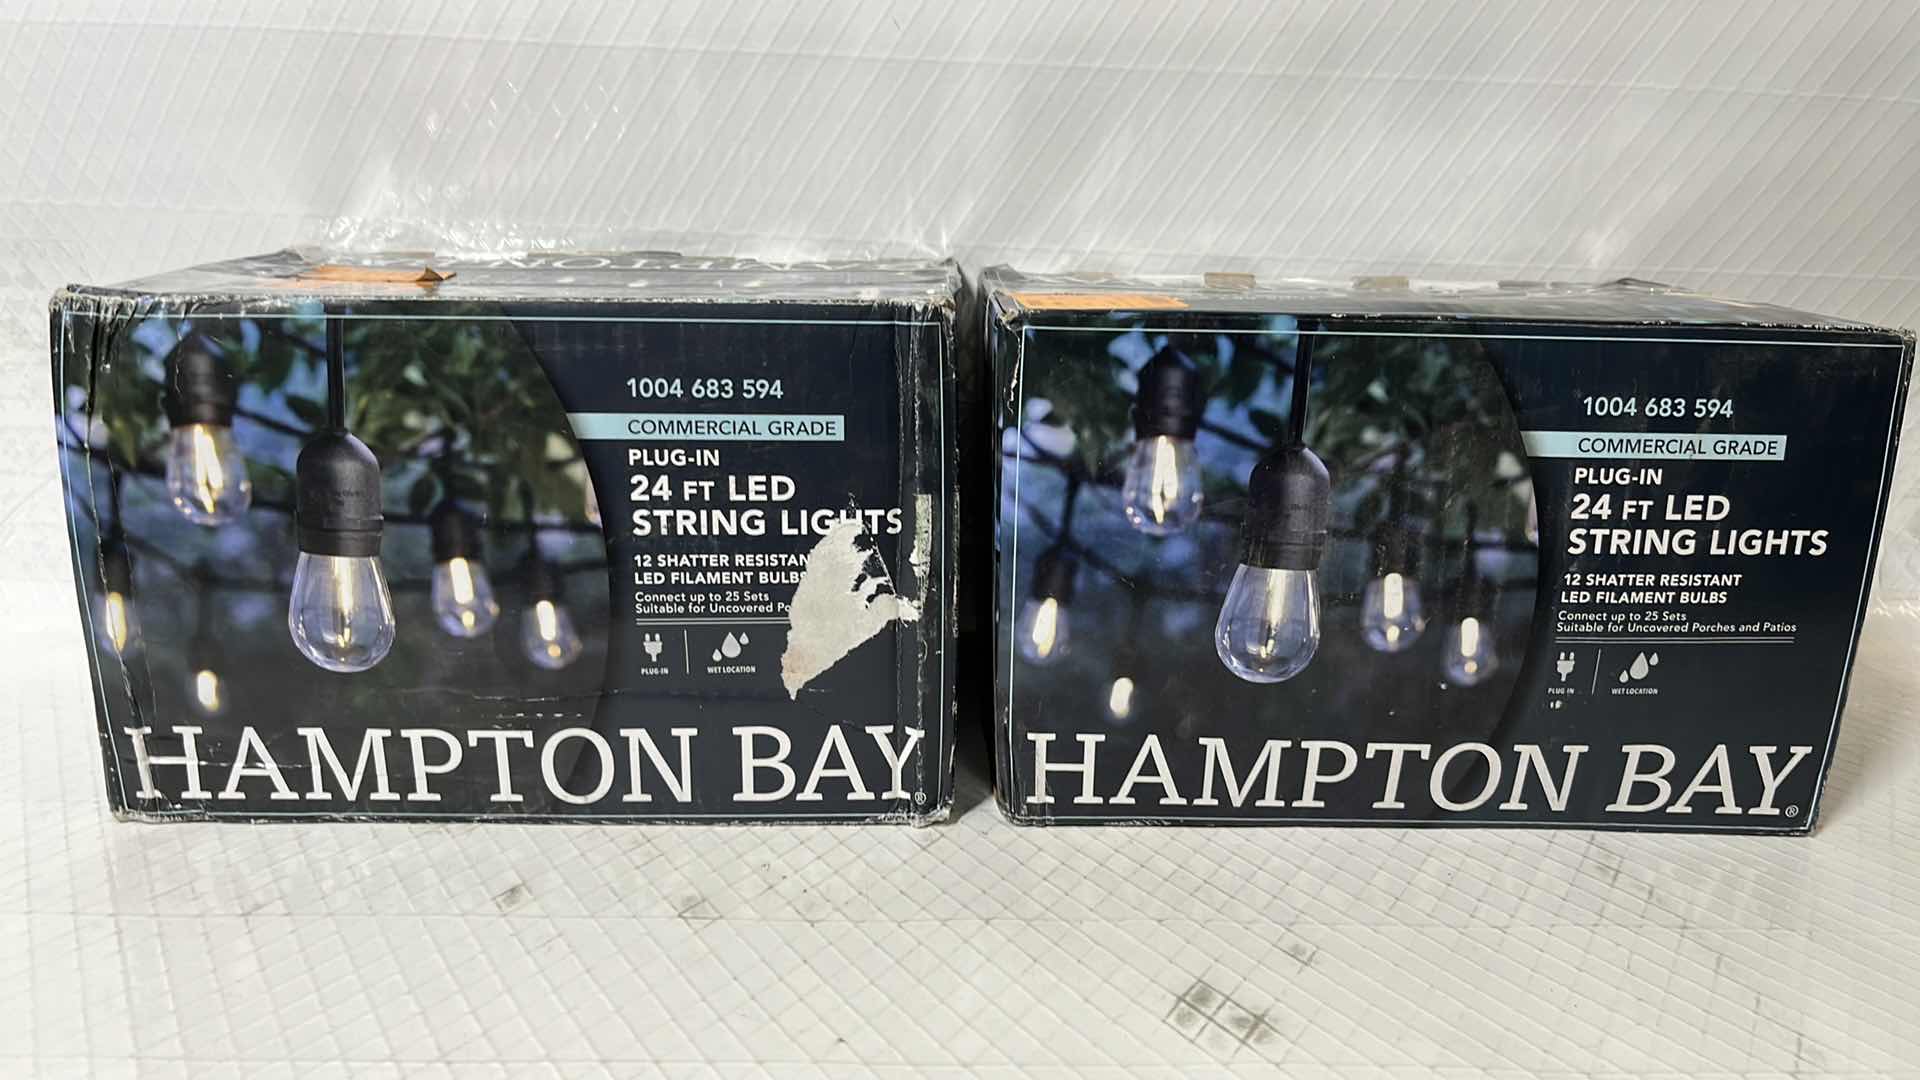 HAMPTON
1004 683 594
COMMERCIAL GRADE
PLUG-IN
24 FT LED
STRING LIGHTS
12 SHATTER RESISTAN
LED FILAMENT BULBS
Connect up to 25 Sets
Suitable for Uncovered Po
PLUG-IN
WET LOCATION
HAMPTON BAY®
1004 683 594
COMMERCIAL GRADE
PLUG-IN
24 FT LED
STRING LIGHTS
12 SHATTER RESISTANT
LED FILAMENT BULBS
Connect up to 25 Sets
Suitable for Uncovered Porches and Patios
PLUG-IN
WET LOCATION
HAMPTON BAY®